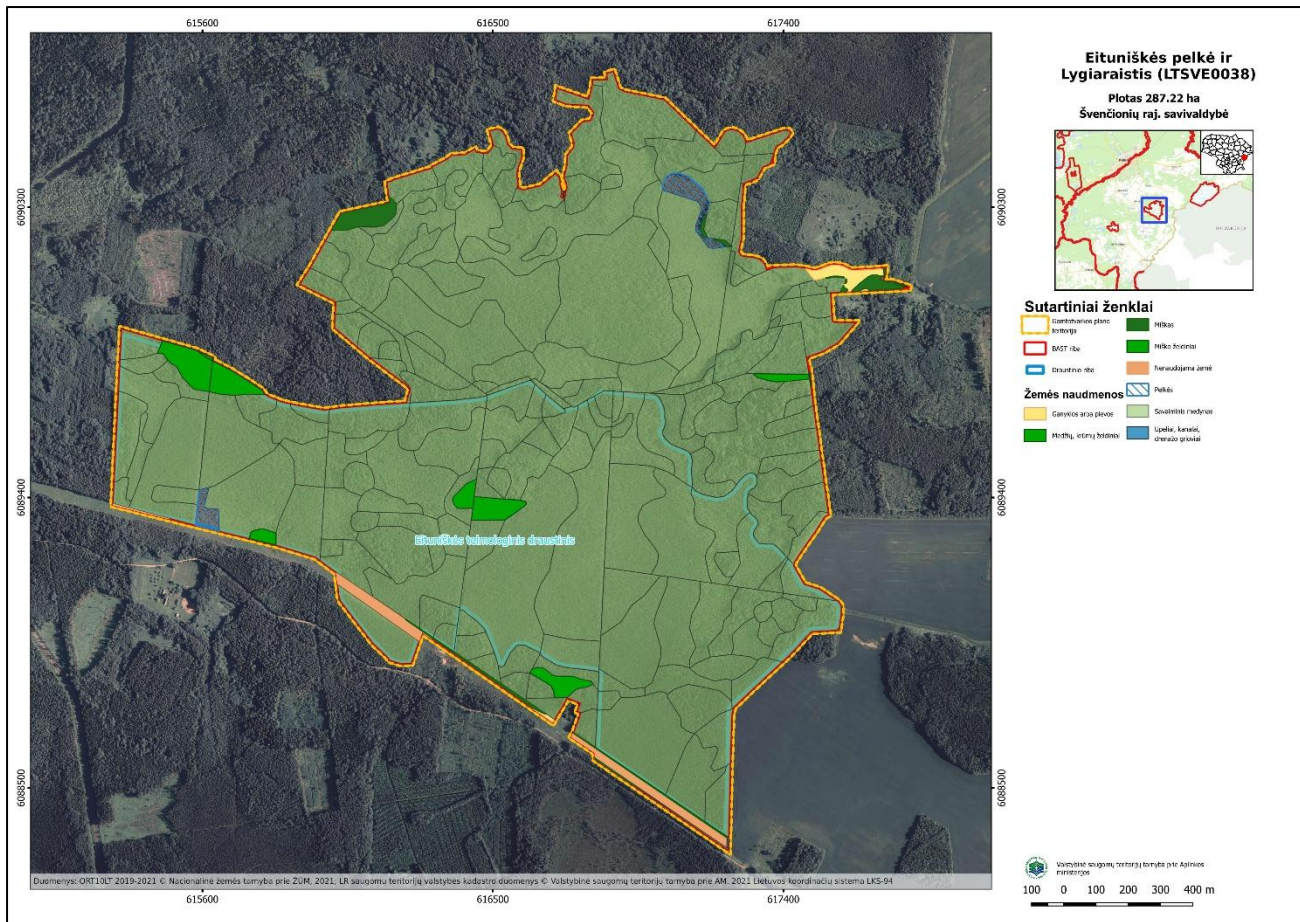 615600
616500
617400
6090300
6090300
6089400
6089400
6088500
6088500
Eituniškės telmologinis draustinis
Duomenys: ORT10LT 2019-2021 © Nacionalinė žemės tarnyba prie ŽŪM, 2021, LR saugomų teritorijų valstybės kadastro duomenys © Valstybinė saugomų teritorijų tarnyba prie AM, 2021 Lietuvos koordinačių sistema LKS-94
615600
616500
617400
Eituniškės pelkė ir
Lygiaraistis (LTSVE0038)
Plotas 287.22 ha
Švenčionių raj. savivaldybė
Sutartiniai ženklai
Gamtotvarkos plano
teritorija
BAST riba
Draustinio riba
Žemės naudmenos
Ganyklos arba pievos
Medžių, krūmų želdiniai
Miškas
Miško želdiniai
Nenaudojama žemė
Pelkės
Savaiminis medynas
Upeliai, kanalai,
drenažo grioviai
Valstybinė saugomų teritorijų tarnyba prie Aplinkos
ministerijos
100 0 100 200 300 400 m